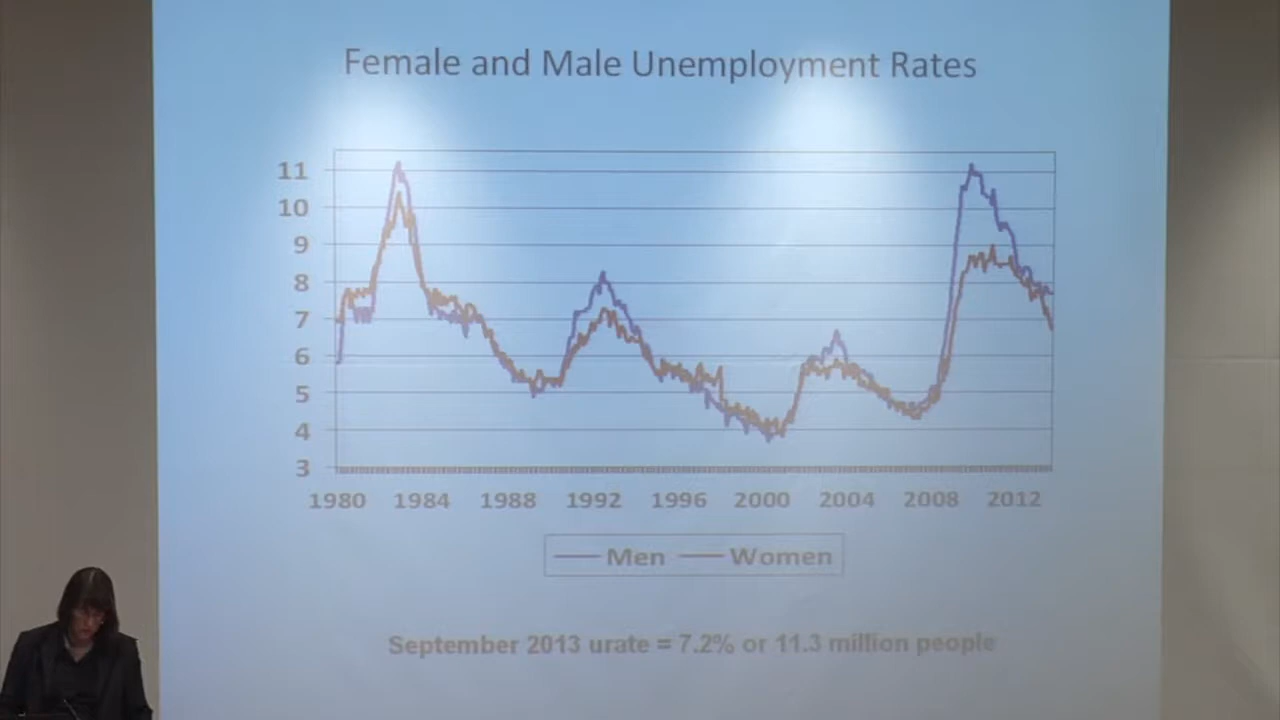 Female and Male Unemployment Rates
11
10
9
8
7
6
5
4
3
1980 1984 1988 1992 1996 2000 2004 2008 2012
Men Women
September 2013 urate = 7.2% or 11.3 million people